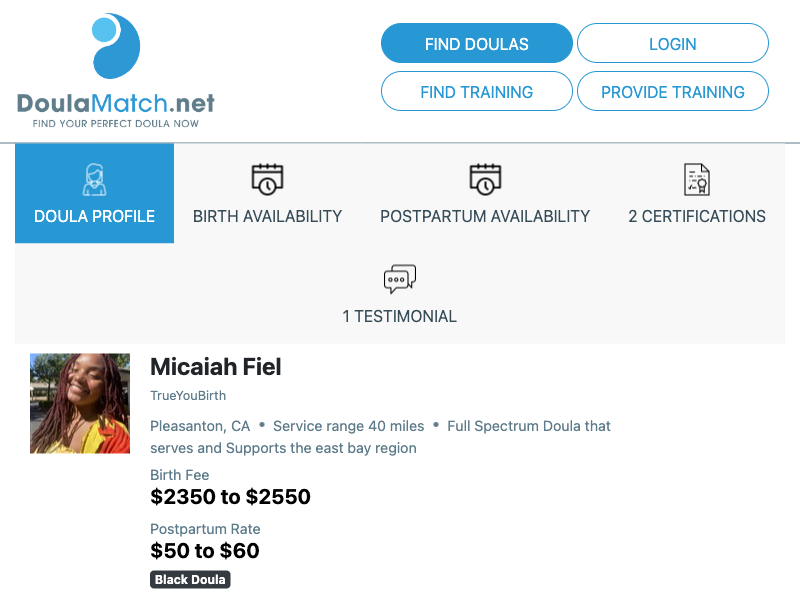 DoulaMatch.net
FIND YOUR PERFECT DOULA NOW
FIND DOULAS
LOGIN
FIND TRAINING
PROVIDE TRAINING
DOULA PROFILE
BIRTH AVAILABILITY
POSTPARTUM AVAILABILITY
2 CERTIFICATIONS
1 TESTIMONIAL
Micaiah Fiel
TrueYouBirth
Pleasanton, CA • Service range 40 miles • Full Spectrum Doula that
serves and Supports the east bay region
Birth Fee
$2350 to $2550
Postpartum Rate
$50 to $60
Black Doula